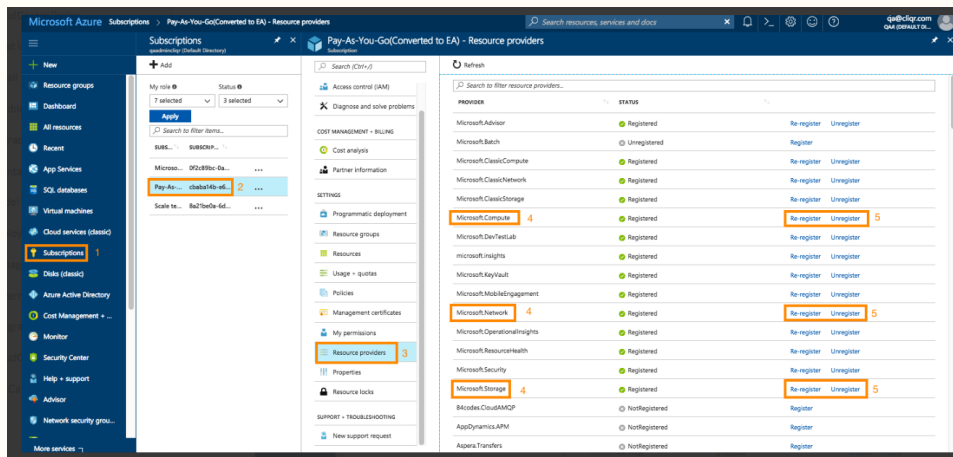 Microsoft Azure Subscriptions > Pay-As-You-Go(Converted to EA) - Resource providers
Search resources, services and docs
qa@cliqr.com
QAA (DEFAULT DI...
New
Resource groups
Dashboard
All resources
Recent
App Services
SQL databases
Virtual machines
Cloud services (classic)
Subscriptions 1
Disks (classic)
Azure Active Directory
Cost Management + ...
Monitor
Security Center
Help + support
Advisor
Network security grou...
More services
Subscriptions
qaadmincliqr (Default Directory)
Add
My role Status
7 selected 3 selected
Apply
Search to filter items...
SUBS... SUBSCRIP...
Microso... 0f2c89bc-0a... ...
Pay-As-... cbaba14b-s6... 2 ...
Scale te... 8a21be0a-6d... ...
Pay-As-You-Go(Converted to EA) - Resource providers
Subscription
Search (Ctrl+/)
Access control (IAM)
Diagnose and solve problems
COST MANAGEMENT + BILLING
Cost analysis
Partner information
SETTINGS
Programmatic deployment
Resource groups
Resources
Usage + quotas
Policies
Management certificates
My permissions
Resource providers 3
Properties
Resource locks
SUPPORT + TROUBLESHOOTING
New support request
Refresh
Search to filter resource providers...
PROVIDER STATUS
Microsoft.Advisor Registered Re-register Unregister
Microsoft.Batch Unregistered Register
Microsoft.ClassicCompute Registered Re-register Unregister
Microsoft.ClassicNetwork Registered Re-register Unregister
Microsoft.ClassicStorage Registered Re-register Unregister
Microsoft.Compute 4 Registered Re-register Unregister 5
Microsoft.DevTestLab Registered Re-register Unregister
microsoft.insights Registered Re-register Unregister
Microsoft.KeyVault Registered Re-register Unregister
Microsoft.MobileEngagement Registered Re-register Unregister
Microsoft.Network 4 Registered Re-register Unregister 5
Microsoft.OperationalInsights Registered Re-register Unregister
Microsoft.ResourceHealth Registered Re-register Unregister
Microsoft.Security Registered Re-register Unregister
Microsoft.Storage 4 Registered Re-register Unregister 5
84codes.CloudAMQP NotRegistered Register
AppDynamics.APM NotRegistered Register
Aspera.Transfers NotRegistered Register